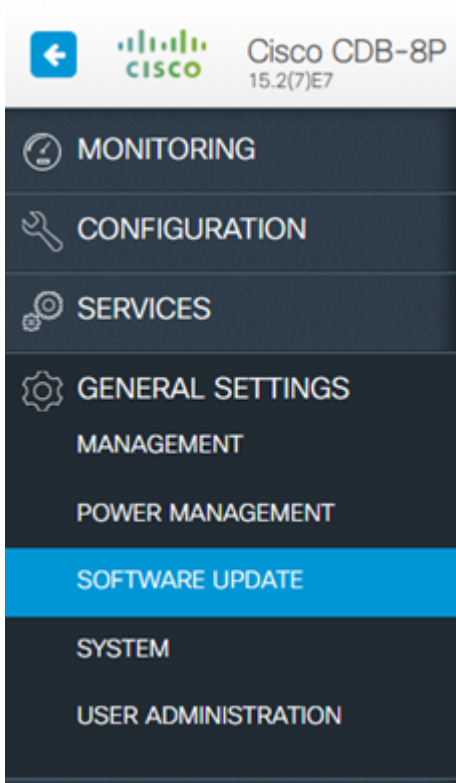 CISCO
Cisco CDB-8P
15.2(7)E7
MONITORING
CONFIGURATION
SERVICES
GENERAL SETTINGS
MANAGEMENT
POWER MANAGEMENT
SOFTWARE UPDATE
SYSTEM
USER ADMINISTRATION